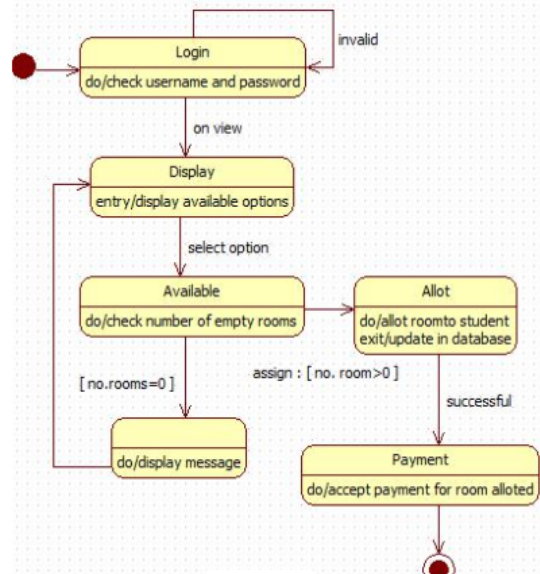 Login
invalid
do/check username and password
on view
Display
entry/display available options
select option
Available
do/check number of empty rooms
Allot
do/allot roomto student
exit/update in database
[ no.rooms=0 ]
assign : [ no. room>0 ]
successful
do/display message
Payment
do/accept payment for room alloted